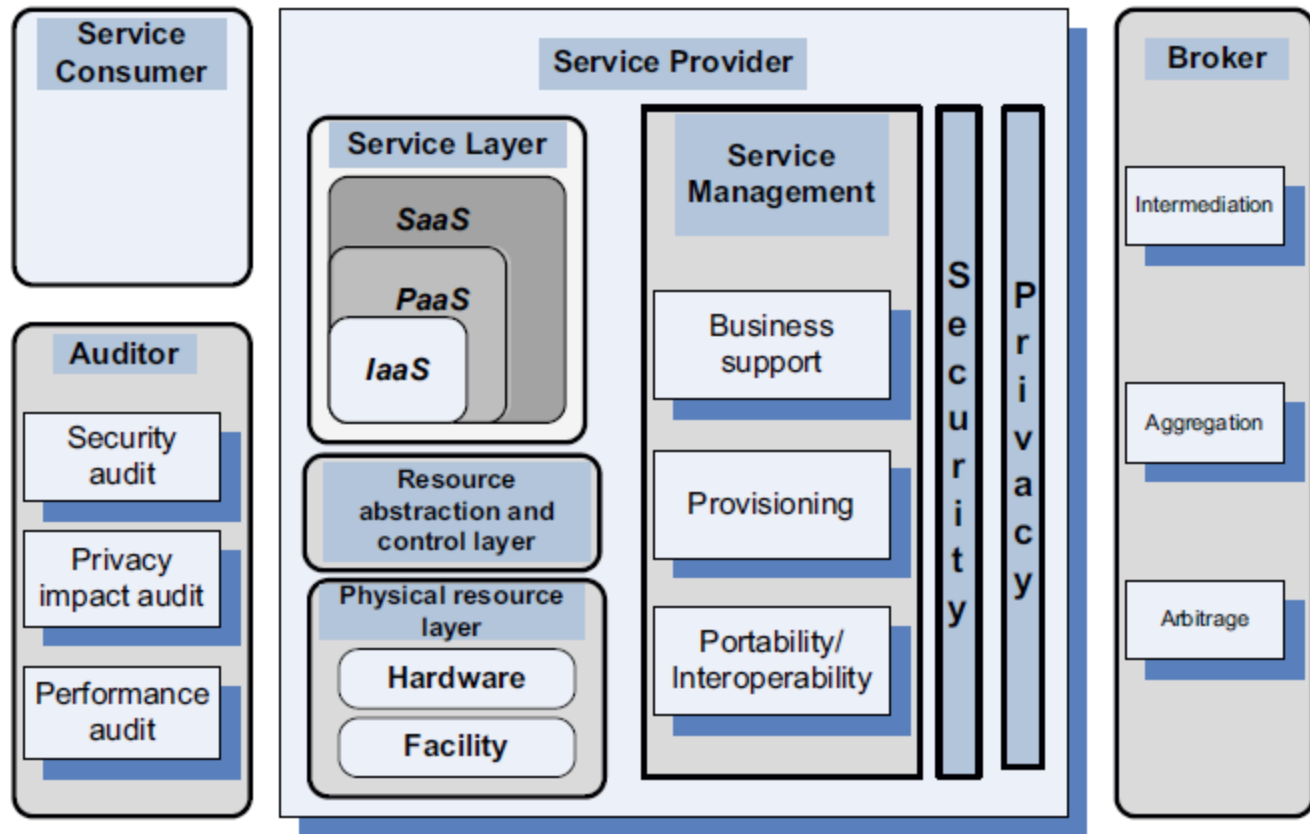 Service
Consumer
Auditor
Security
audit
Privacy
impact audit
Performance
audit
Service Provider
Service Layer
SaaS
PaaS
IaaS
Resource
abstraction and
control layer
Physical resource
layer
Hardware
Facility
Service
Management
Business
support
Provisioning
Portability/
Interoperability
Security
Privacy
Broker
Intermediation
Aggregation
Arbitrage